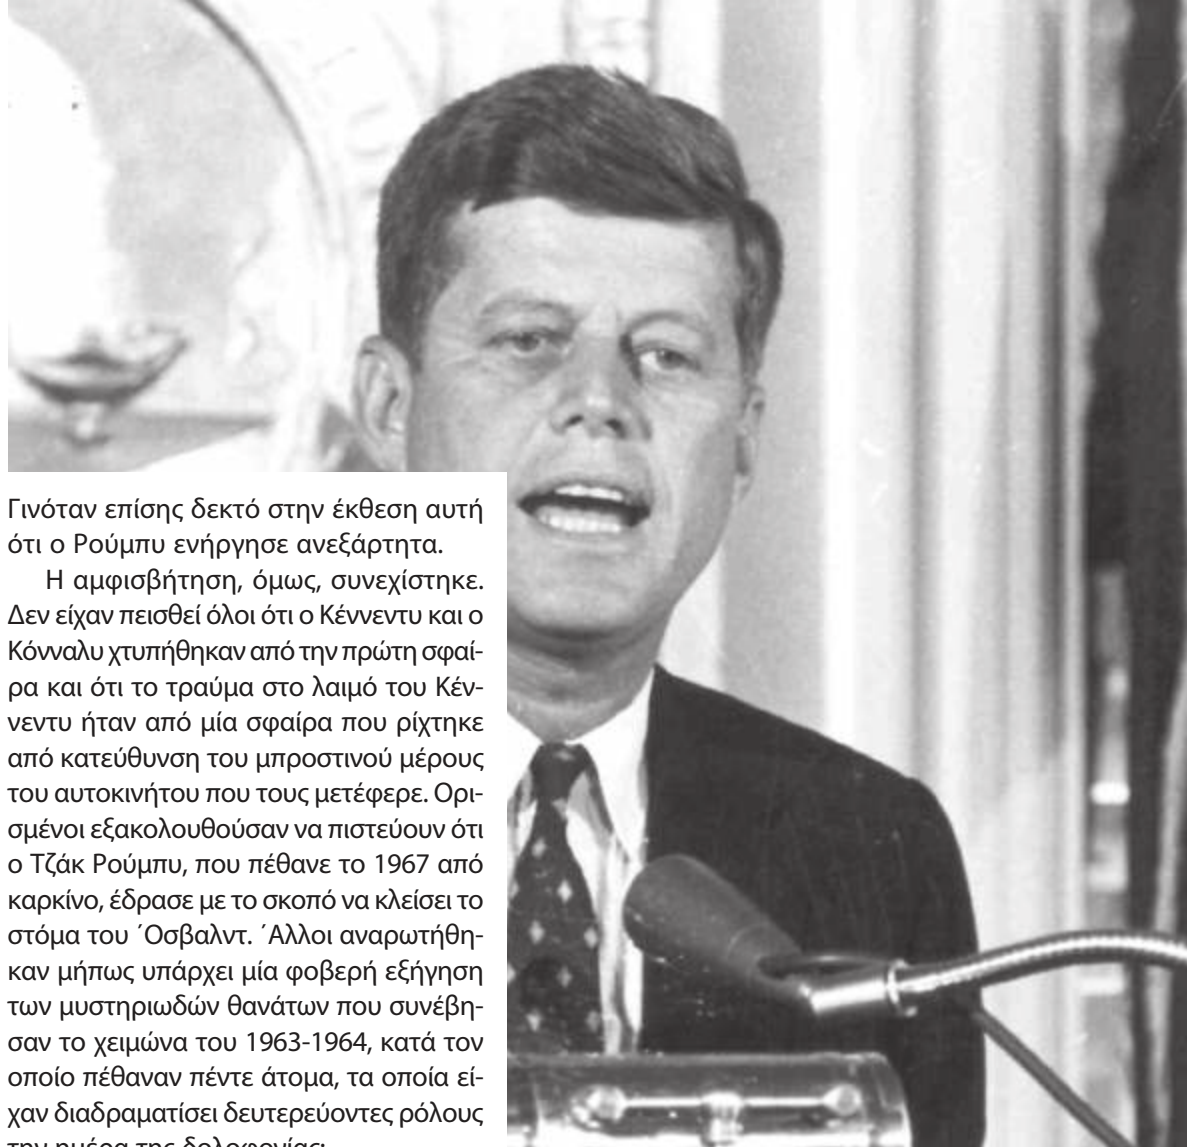 Γινόταν επίσης δεκτό στην έκθεση αυτή
ότι ο Ρούμπυ ενήργησε ανεξάρτητα.
Η αμφισβήτηση, όμως, συνεχίστηκε.
Δεν είχαν πεισθεί όλοι ότι ο Κέννεντυ και ο
Κόνναλυ χτυπήθηκαν από την πρώτη σφαί-
ρα και ότι το τραύμα στο λαιμό του Κέν-
νεντυ ήταν από μία σφαίρα που ρίχτηκε
από κατεύθυνση του μπροστινού μέρους
του αυτοκινήτου που τους μετέφερε. Ορι-
σμένοι εξακολουθούσαν να πιστεύουν ότι
ο Τζάκ Ρούμπυ, που πέθανε το 1967 από
καρκίνο, έδρασε με το σκοπό να κλείσει το
στόμα του ΄Οσβαλντ. ΄Αλλοι αναρωτήθη-
καν μήπως υπάρχει μία φοβερή εξήγηση
των μυστηριωδών θανάτων που συνέβη-
σαν το χειμώνα του 1963-1964, κατά τον
οποίο πέθαναν πέντε άτομα, τα οποία εί-
χαν διαδραματίσει δευτερεύοντες ρόλους
την ημέρα της δολοφονίας;